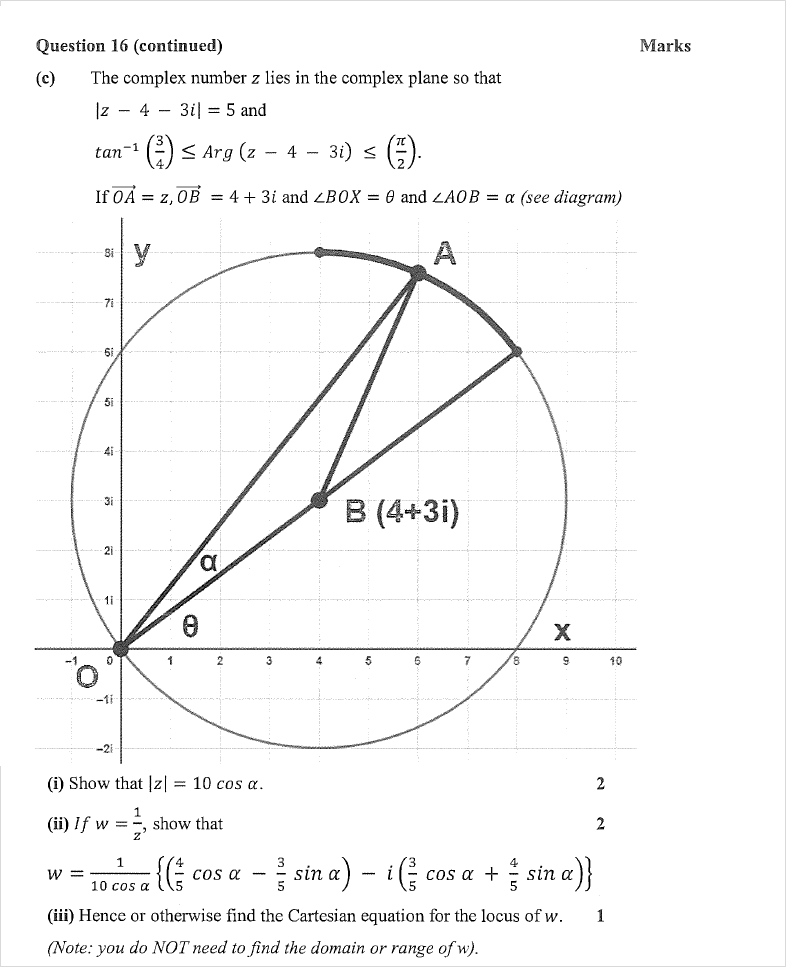 Question 16 (continued) Marks
(c) The complex number z lies in the complex plane so that
|z − 4 − 3i| = 5 and
tan⁻¹ (3/4) ≤ Arg (z − 4 − 3i) ≤ (π/2).
If OA→ = z, OB→ = 4 + 3i and ∠BOX = θ and ∠AOB = α (see diagram)
8i y A
7i
6i
5i
4i
3i B (4+3i)
2i α
1i θ x
−1 0 1 2 3 4 5 6 7 8 9 10
O
−1i
−2i
(i) Show that |z| = 10 cos α. 2
(ii) If w = 1/z, show that 2
w = 1/(10 cos α) {(4/5 cos α − 3/5 sin α) − i(3/5 cos α + 4/5 sin α)}
(iii) Hence or otherwise find the Cartesian equation for the locus of w. 1
(Note: you do NOT need to find the domain or range of w).